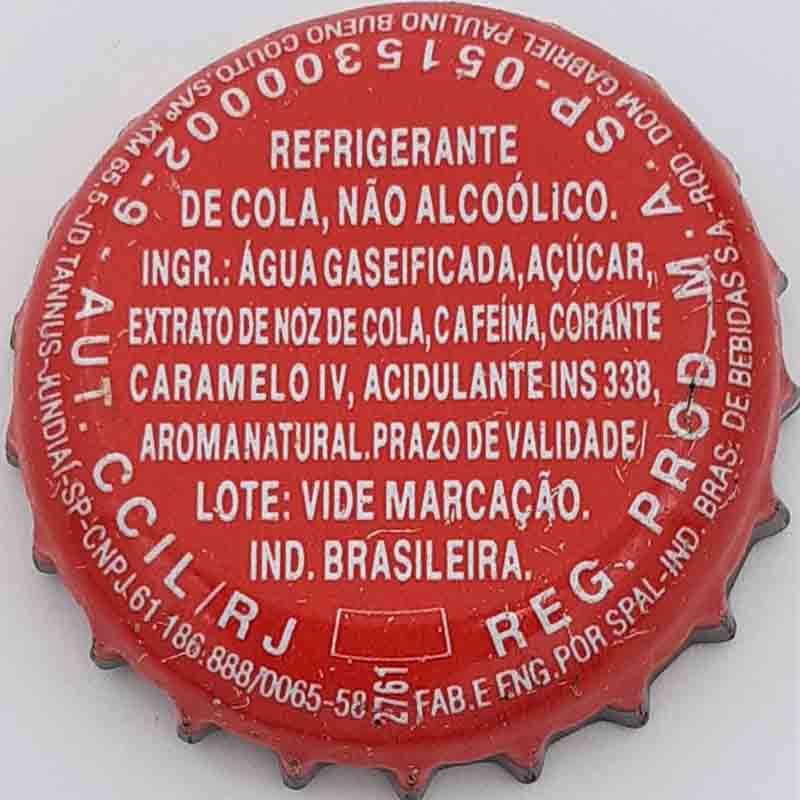 REFRIGERANTE
DE COLA, NÃO ALCOÓLICO.
INGR.: ÁGUA GASEIFICADA, AÇÚCAR,
EXTRATO DE NOZ DE COLA, CAFEÍNA, CORANTE
CARAMELO IV, ACIDULANTE INS 338,
AROMA NATURAL. PRAZO DE VALIDADE/
LOTE: VIDE MARCAÇÃO.
IND. BRASILEIRA.
REG. PROD. M.A. SP-0515300002-9 - AUT. CCIL/RJ
FAB. E ENG. POR SPAL-IND. BRAS. DE BEBIDAS S.A.-ROD. DOM GABRIEL PAULINO BUENO COUTO, S/Nº, KM 65,5-JD. TANNUS-JUNDIAÍ-SP-CNPJ.61.186.888/0065-58
2761